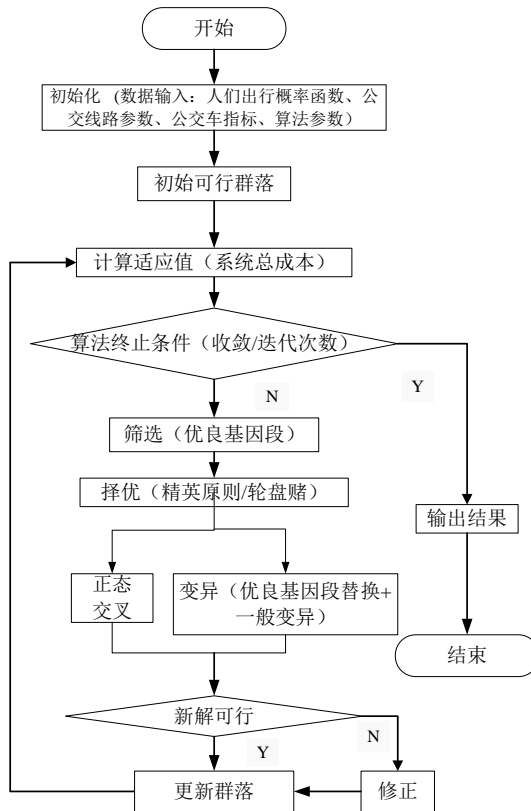 开始
初始化 (数据输入：人们出行概率函数、公
交线路参数、公交车指标、算法参数）
初始可行群落
计算适应值（系统总成本）
算法终止条件（收敛/迭代次数）
N
Y
筛选（优良基因段）
择优（精英原则/轮盘赌）
输出结果
正态
交叉
变异（优良基因段替换+
一般变异）
结束
新解可行
N
Y
更新群落
修正